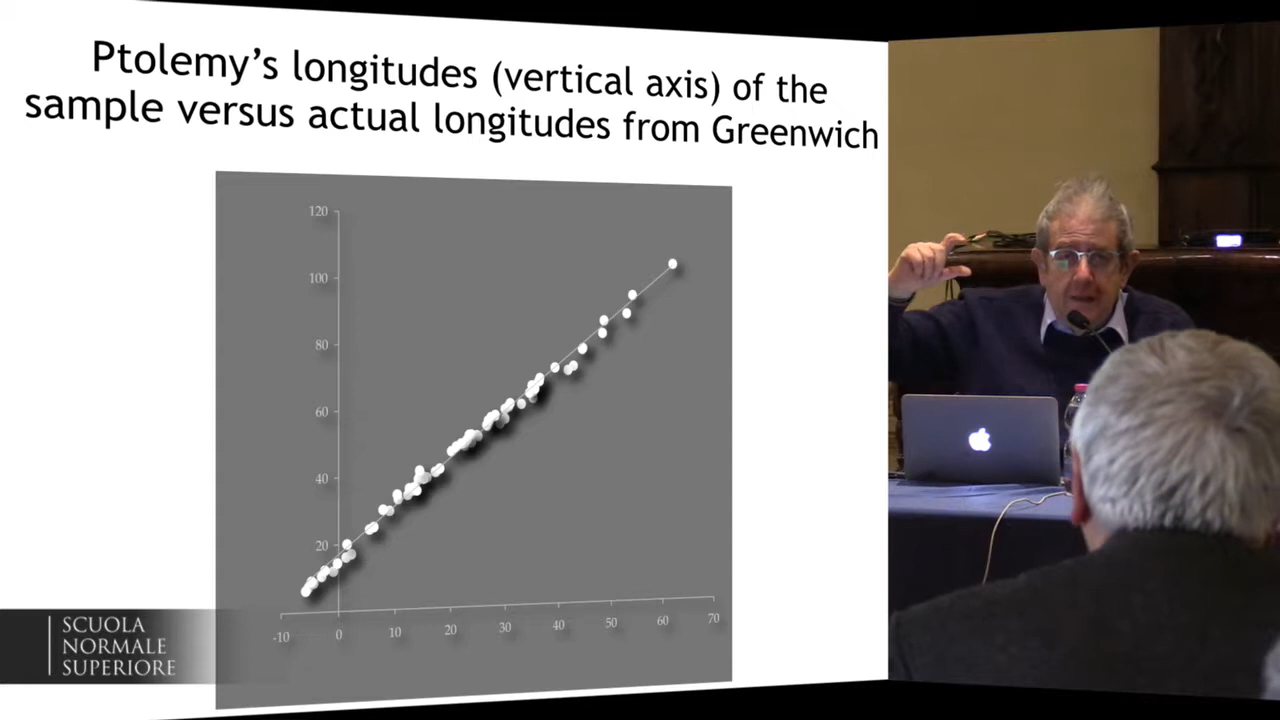 Ptolemy's longitudes (vertical axis) of the
sample versus actual longitudes from Greenwich
120
100
80
60
40
20
-10 0 10 20 30 40 50 60 70
SCUOLA
NORMALE
SUPERIORE